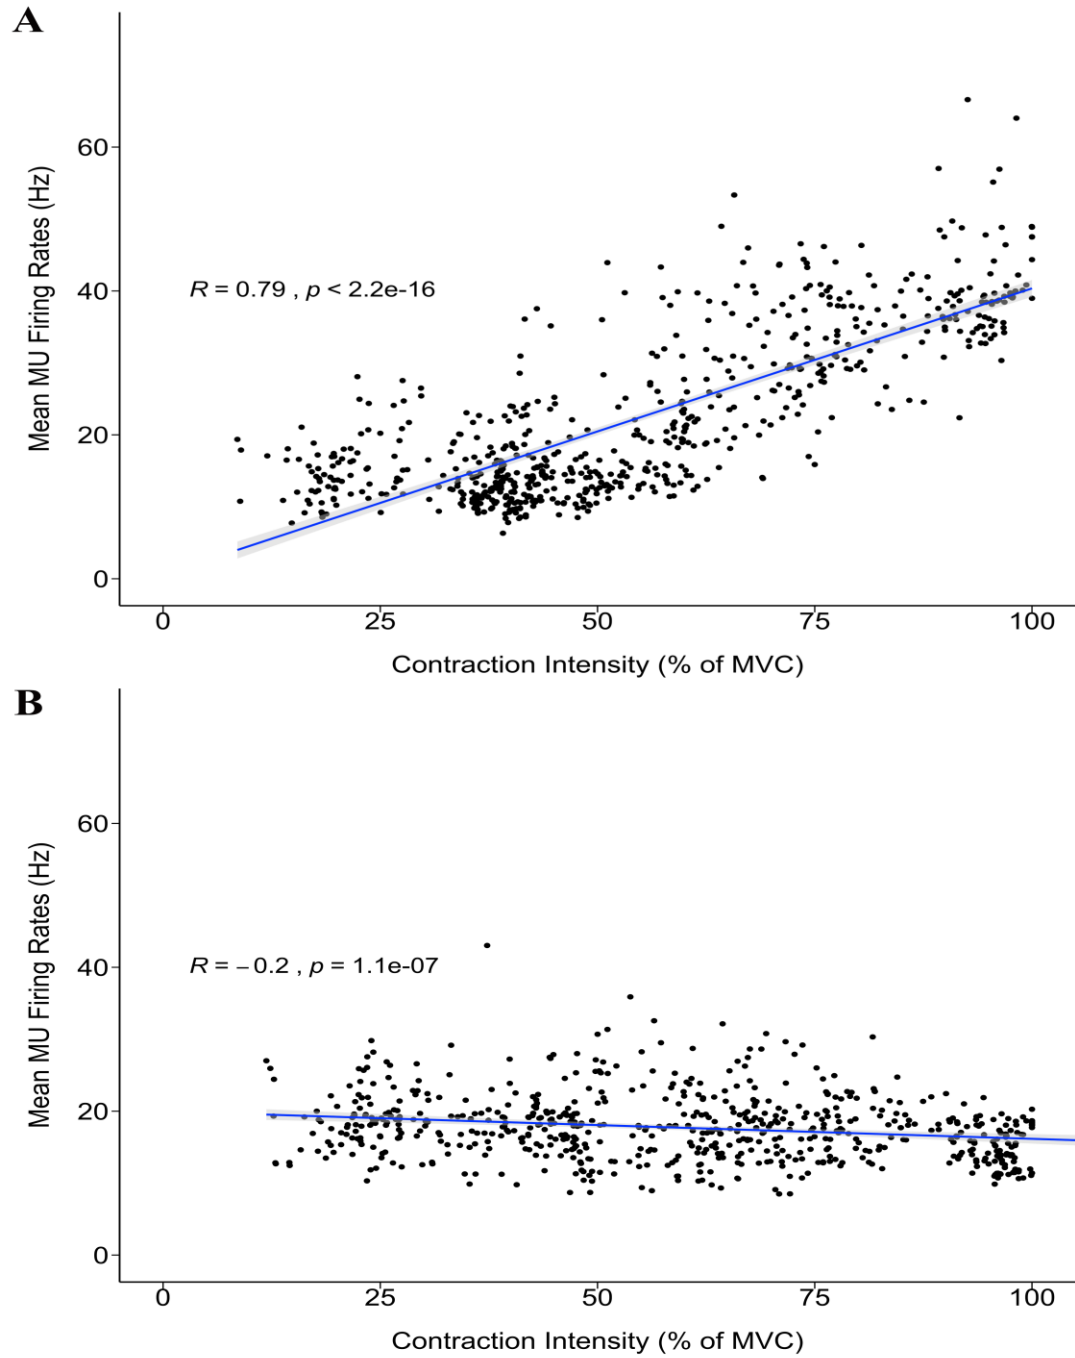 A
Mean MU Firing Rates (Hz)
60
40
20
0
R = 0.79 , p < 2.2e-16
0 25 50 75 100
Contraction Intensity (% of MVC)
B
Mean MU Firing Rates (Hz)
60
40
20
0
R = −0.2 , p = 1.1e-07
0 25 50 75 100
Contraction Intensity (% of MVC)